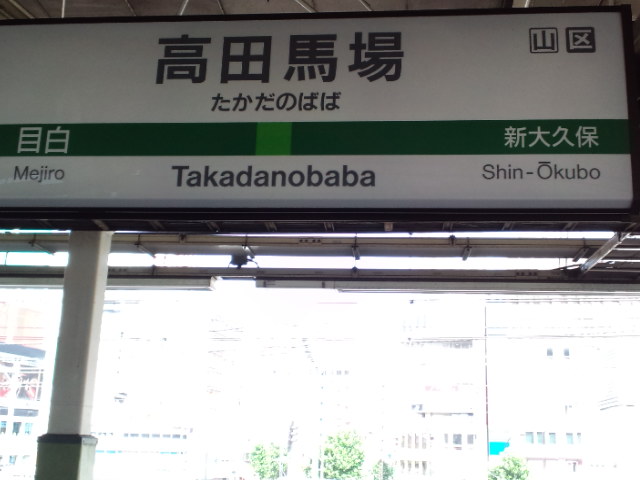 高田馬場
山 区
たかだのばば
目白
新大久保
Mejiro
Takadanobaba
Shin-Ōkubo